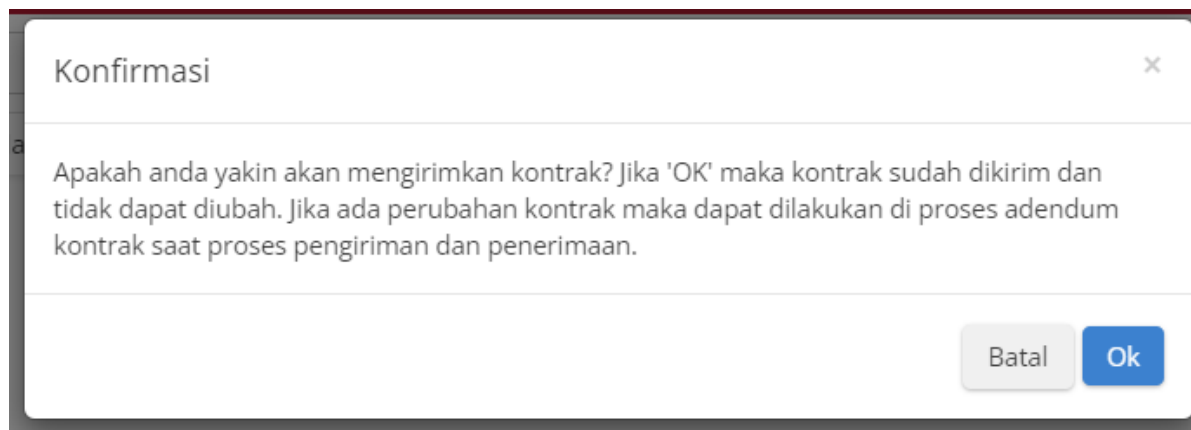 Konfirmasi
×
a
Apakah anda yakin akan mengirimkan kontrak? Jika 'OK' maka kontrak sudah dikirim dan
tidak dapat diubah. Jika ada perubahan kontrak maka dapat dilakukan di proses adendum
kontrak saat proses pengiriman dan penerimaan.
Batal Ok